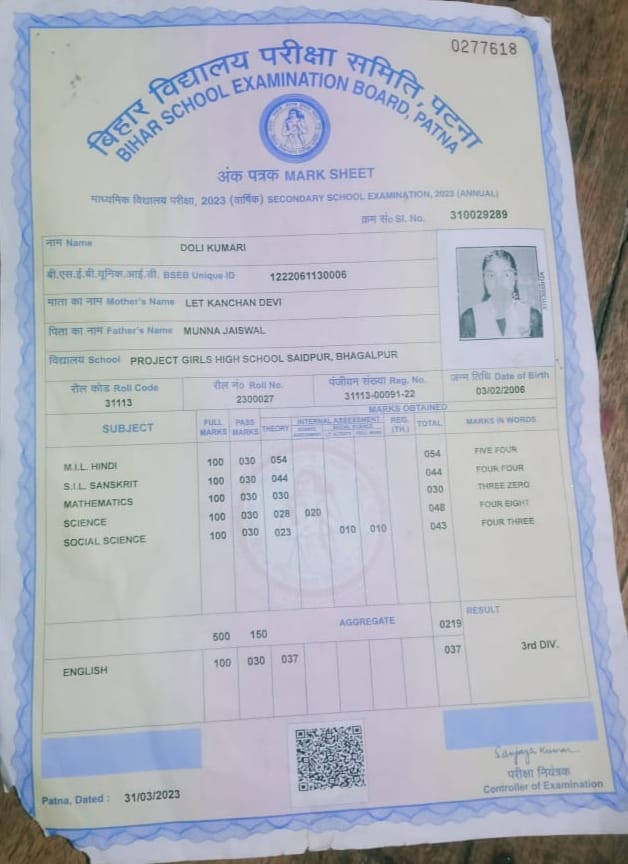 0277618
बिहार विद्यालय परीक्षा समिति, पटना
BIHAR SCHOOL EXAMINATION BOARD, PATNA
अंक पत्रक MARK SHEET
माध्यमिक विद्यालय परीक्षा, 2023 (वार्षिक) SECONDARY SCHOOL EXAMINATION, 2023 (ANNUAL)
क्रम सं० Sl. No. 310029289
नाम Name DOLI KUMARI
बी.एस.ई.बी.यूनिक.आई.डी. BSEB Unique ID 1222061130006
माता का नाम Mother's Name LET KANCHAN DEVI
पिता का नाम Father's Name MUNNA JAISWAL
विद्यालय School PROJECT GIRLS HIGH SCHOOL SAIDPUR, BHAGALPUR
रौल कोड Roll Code रौल नं० Roll No. पंजीयन संख्या Reg. No. जन्म तिथि Date of Birth
31113 2300027 31113-00091-22 03/02/2006
MARKS OBTAINED
SUBJECT FULL MARKS PASS MARKS THEORY INTERNAL ASSESSMENT REG. (TH.) TOTAL MARKS IN WORDS
M.I.L. HINDI 100 030 054 054 FIVE FOUR
S.I.L. SANSKRIT 100 030 044 044 FOUR FOUR
MATHEMATICS 100 030 030 030 THREE ZERO
SCIENCE 100 030 028 020 048 FOUR EIGHT
SOCIAL SCIENCE 100 030 023 010 010 043 FOUR THREE
500 150 AGGREGATE 0219 RESULT
ENGLISH 100 030 037 037 3rd DIV.
Sanjaya Kumar
परीक्षा नियंत्रक
Controller of Examination
Patna, Dated : 31/03/2023